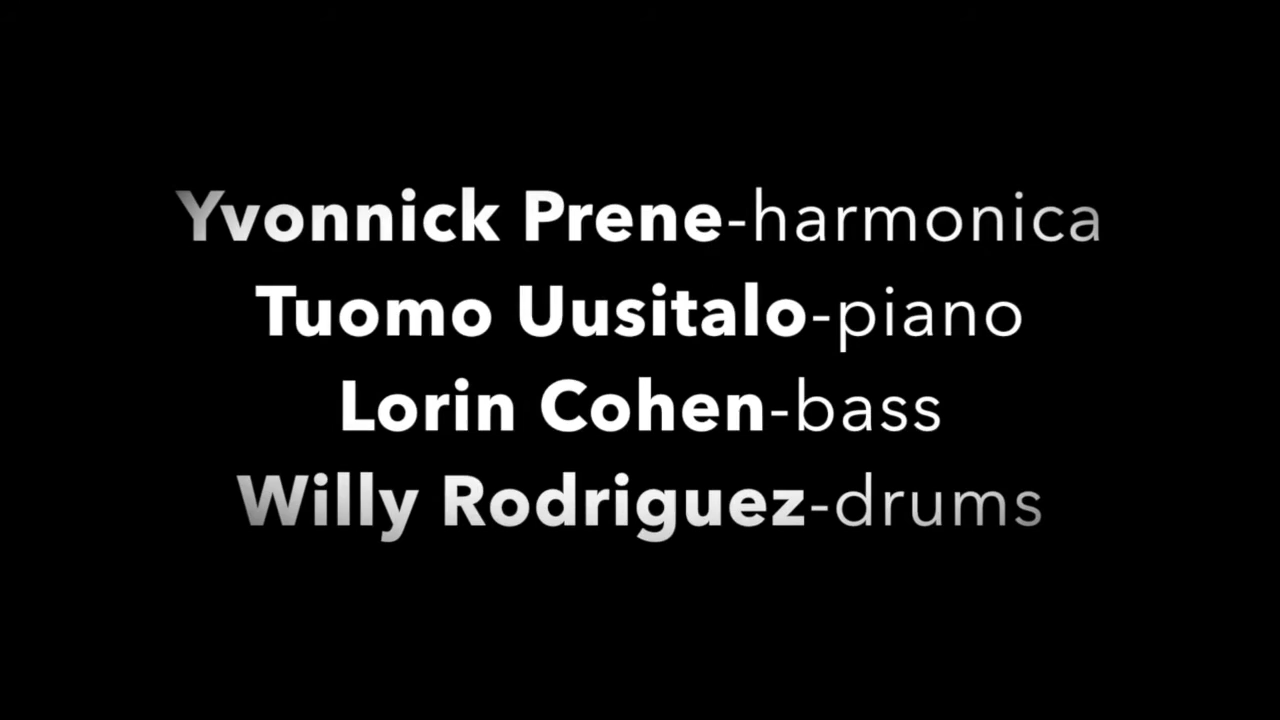 Yvonnick Prene-harmonica
Tuomo Uusitalo-piano
Lorin Cohen-bass
Willy Rodriguez-drums